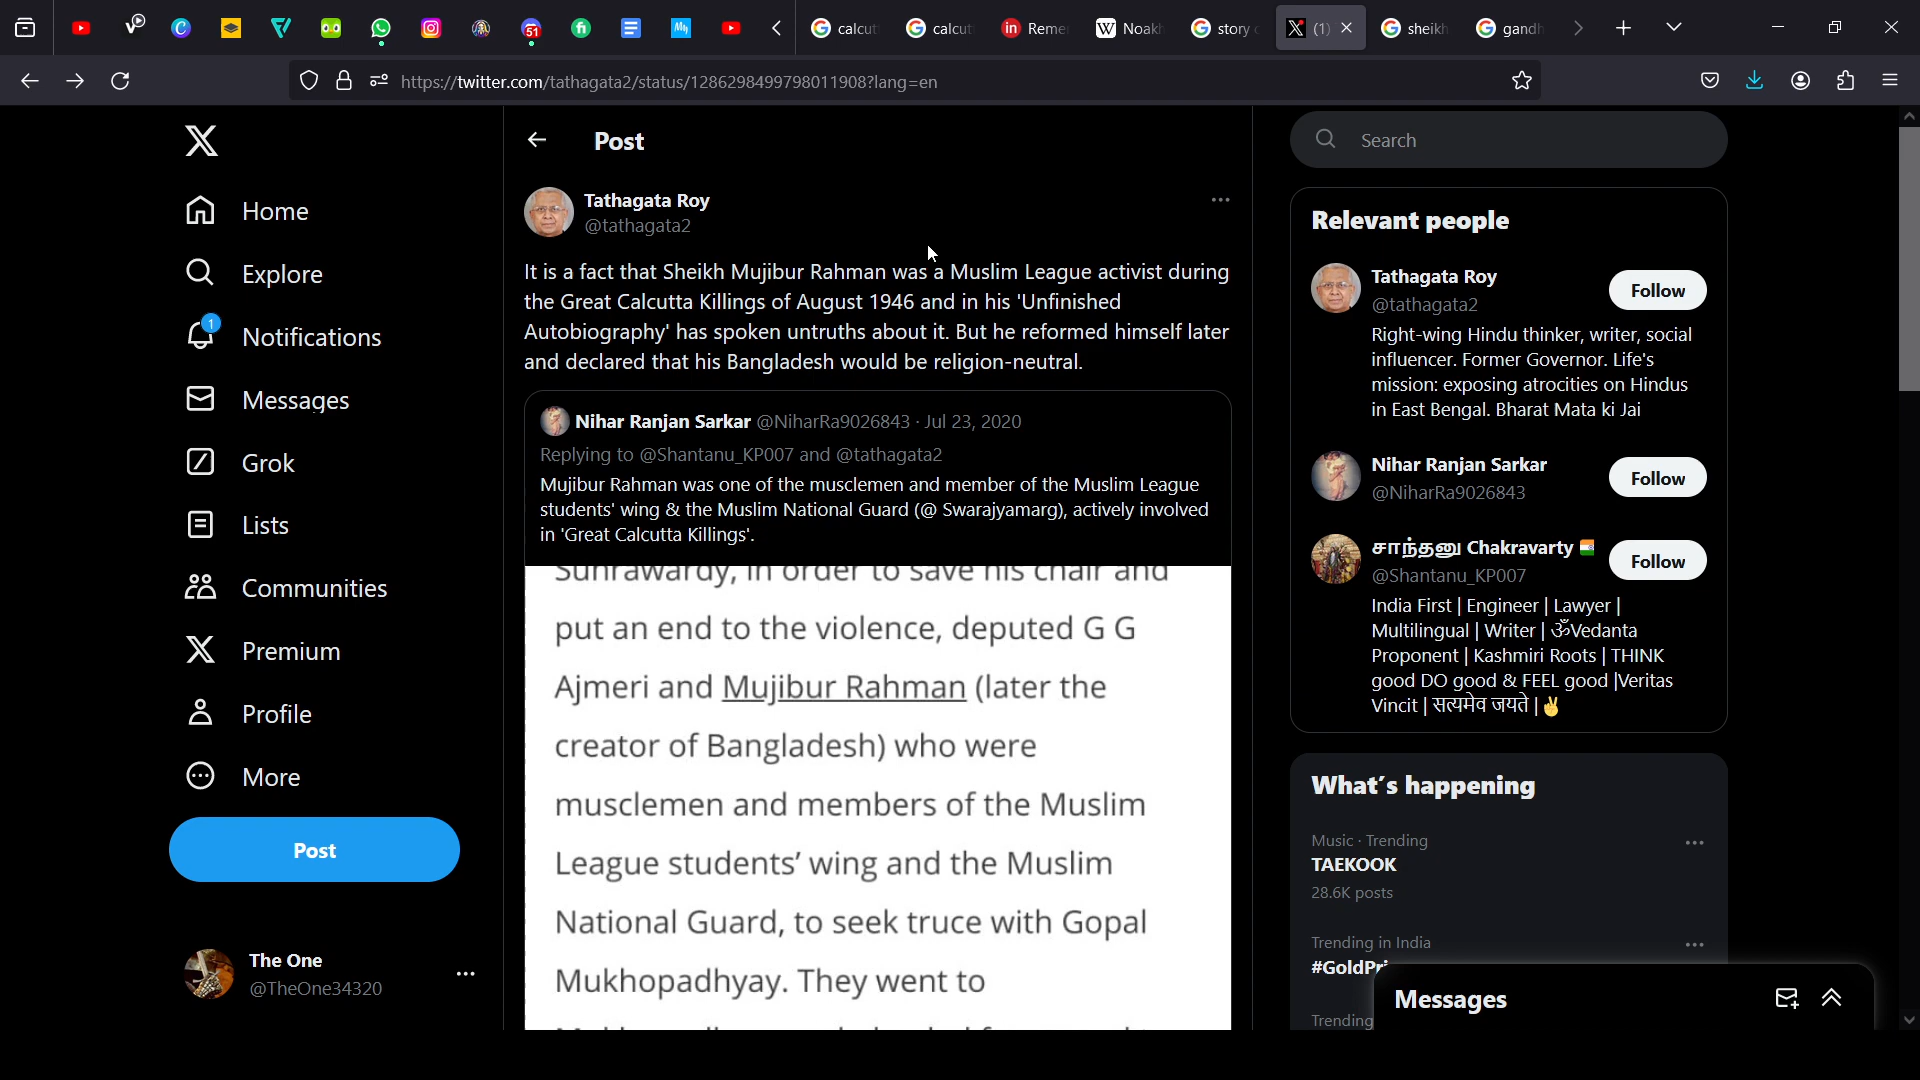 51
calcut
calcut
Reme
Noakh
story
(1)
sheikh
gandh
https://twitter.com/tathagata2/status/1286298499798011908?lang=en
Home
Explore
1
Notifications
Messages
Grok
Lists
Communities
Premium
Profile
More
Post
The One
@TheOne34320
Post
Tathagata Roy
@tathagata2
It is a fact that Sheikh Mujibur Rahman was a Muslim League activist during
the Great Calcutta Killings of August 1946 and in his 'Unfinished
Autobiography' has spoken untruths about it. But he reformed himself later
and declared that his Bangladesh would be religion-neutral.
Nihar Ranjan Sarkar @NiharRa9026843 · Jul 23, 2020
Replying to @Shantanu_KP007 and @tathagata2
Mujibur Rahman was one of the musclemen and member of the Muslim League
students' wing & the Muslim National Guard (@ Swarajyamarg), actively involved
in 'Great Calcutta Killings'.
Suhrawardy, in order to save his chair and
put an end to the violence, deputed G G
Ajmeri and Mujibur Rahman (later the
creator of Bangladesh) who were
musclemen and members of the Muslim
League students' wing and the Muslim
National Guard, to seek truce with Gopal
Mukhopadhyay. They went to
Search
Relevant people
Tathagata Roy
@tathagata2
Follow
Right-wing Hindu thinker, writer, social
influencer. Former Governor. Life's
mission: exposing atrocities on Hindus
in East Bengal. Bharat Mata ki Jai
Nihar Ranjan Sarkar
@NiharRa9026843
Follow
சாந்தனு Chakravarty 🇮🇳
@Shantanu_KP007
Follow
India First | Engineer | Lawyer |
Multilingual | Writer | ॐVedanta
Proponent | Kashmiri Roots | THINK
good DO good & FEEL good |Veritas
Vincit | सत्यमेव जयते |✌️
What's happening
Music · Trending
TAEKOOK
28.6K posts
Trending in India
#GoldPri
Trending
Messages